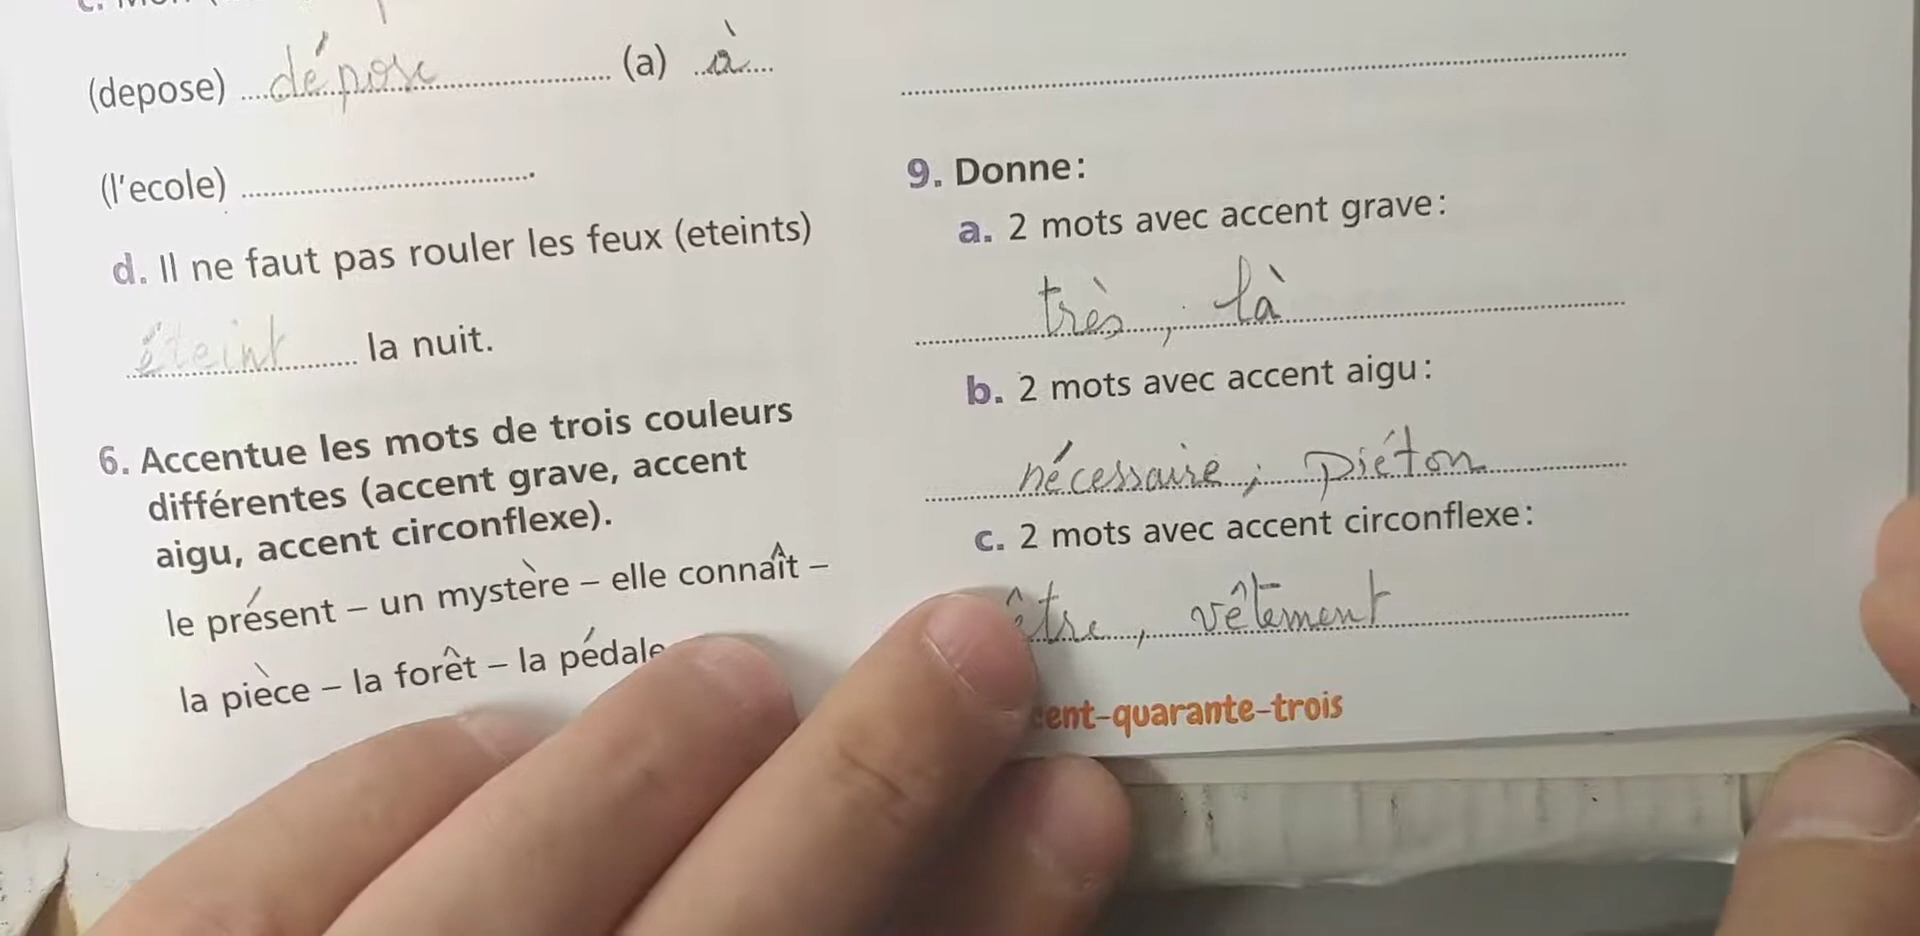 (depose) dépose (a) à
(l'ecole)
d. Il ne faut pas rouler les feux (eteints)
éteint la nuit.
6. Accentue les mots de trois couleurs
différentes (accent grave, accent
aigu, accent circonflexe).
le présent – un mystère – elle connaît –
la pièce – la forêt – la pédale
9. Donne :
a. 2 mots avec accent grave :
très, là
b. 2 mots avec accent aigu :
nécessaire ; piéton
c. 2 mots avec accent circonflexe :
être, vêtement
cent-quarante-trois